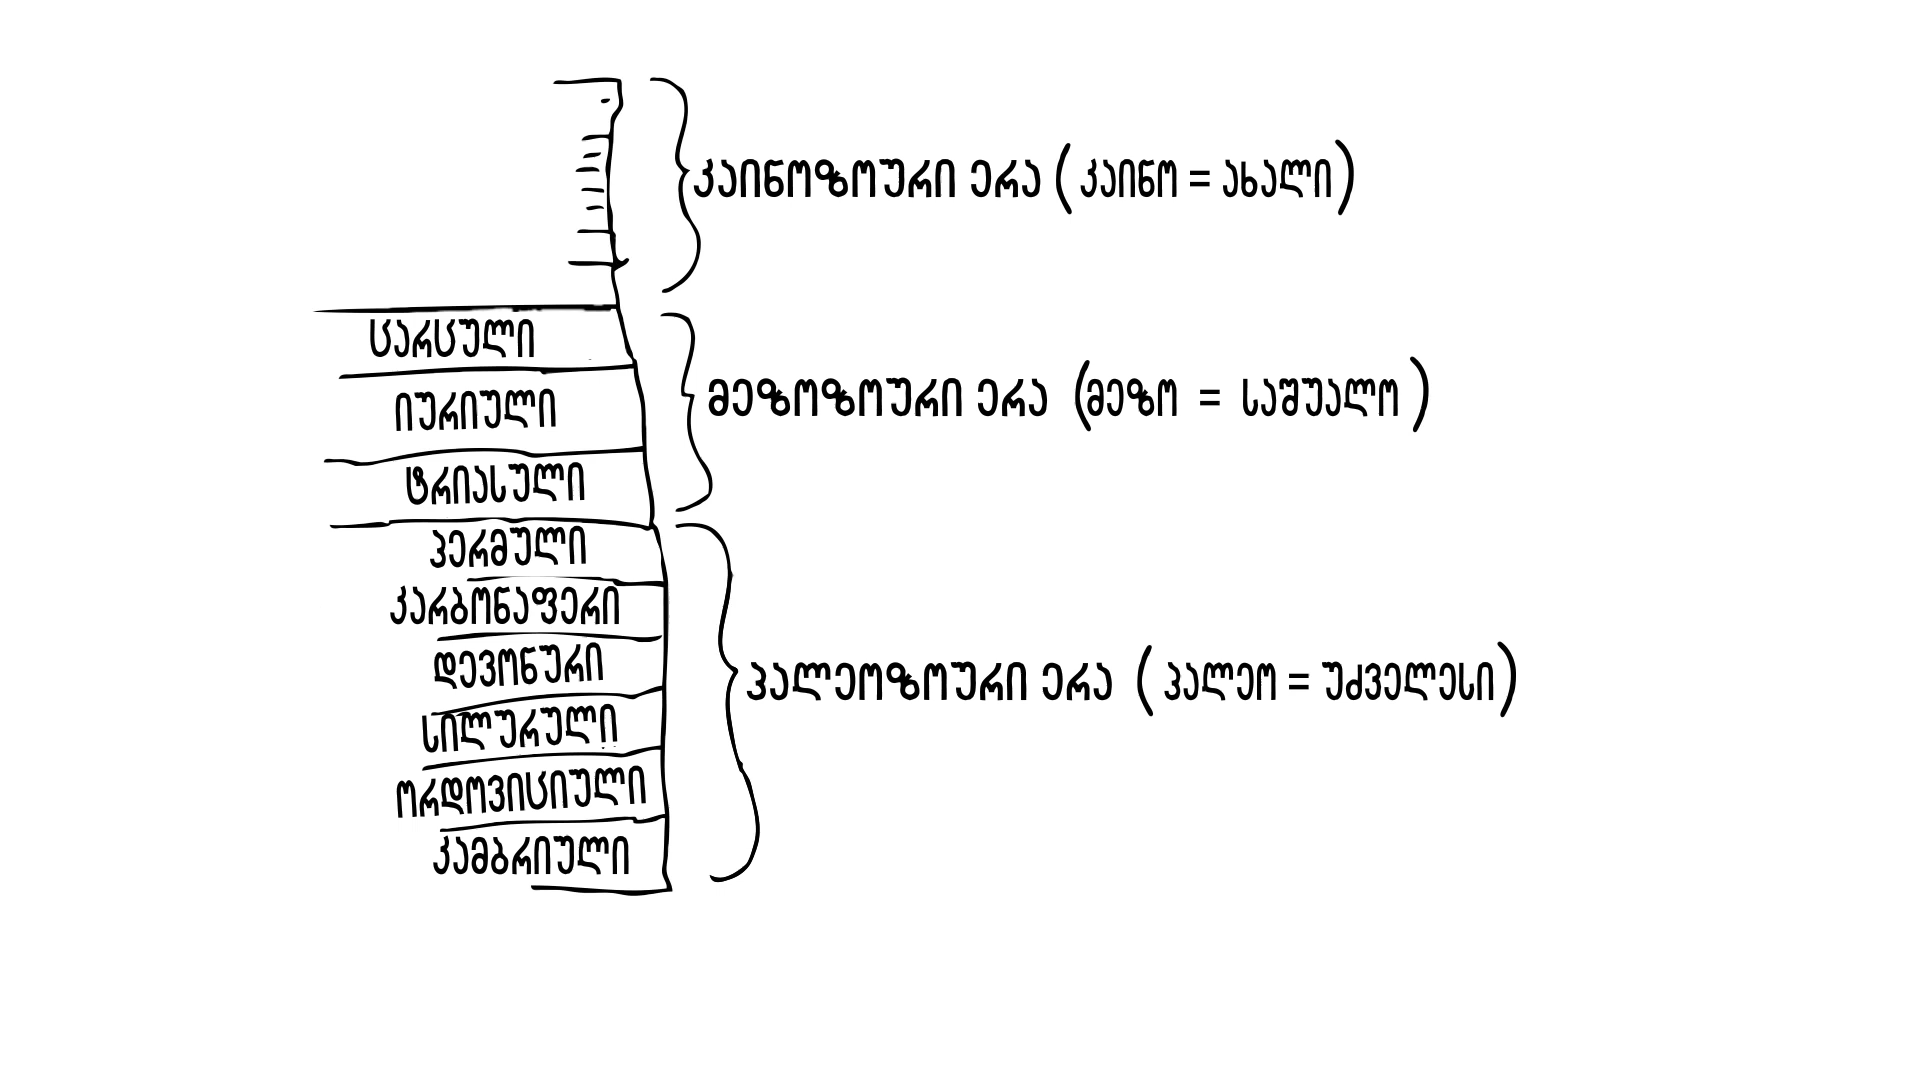 კაინოზოური ერა (კაინო = ახალი)
ცარცული
იურიული
მეზოზოური ერა (მეზო = საშუალო)
ტრიასული
პერმული
კარბონაფერი
დევონური
პალეოზოური ერა (პალეო = უძველესი)
სილურული
ორდოვიციული
კამბრიული